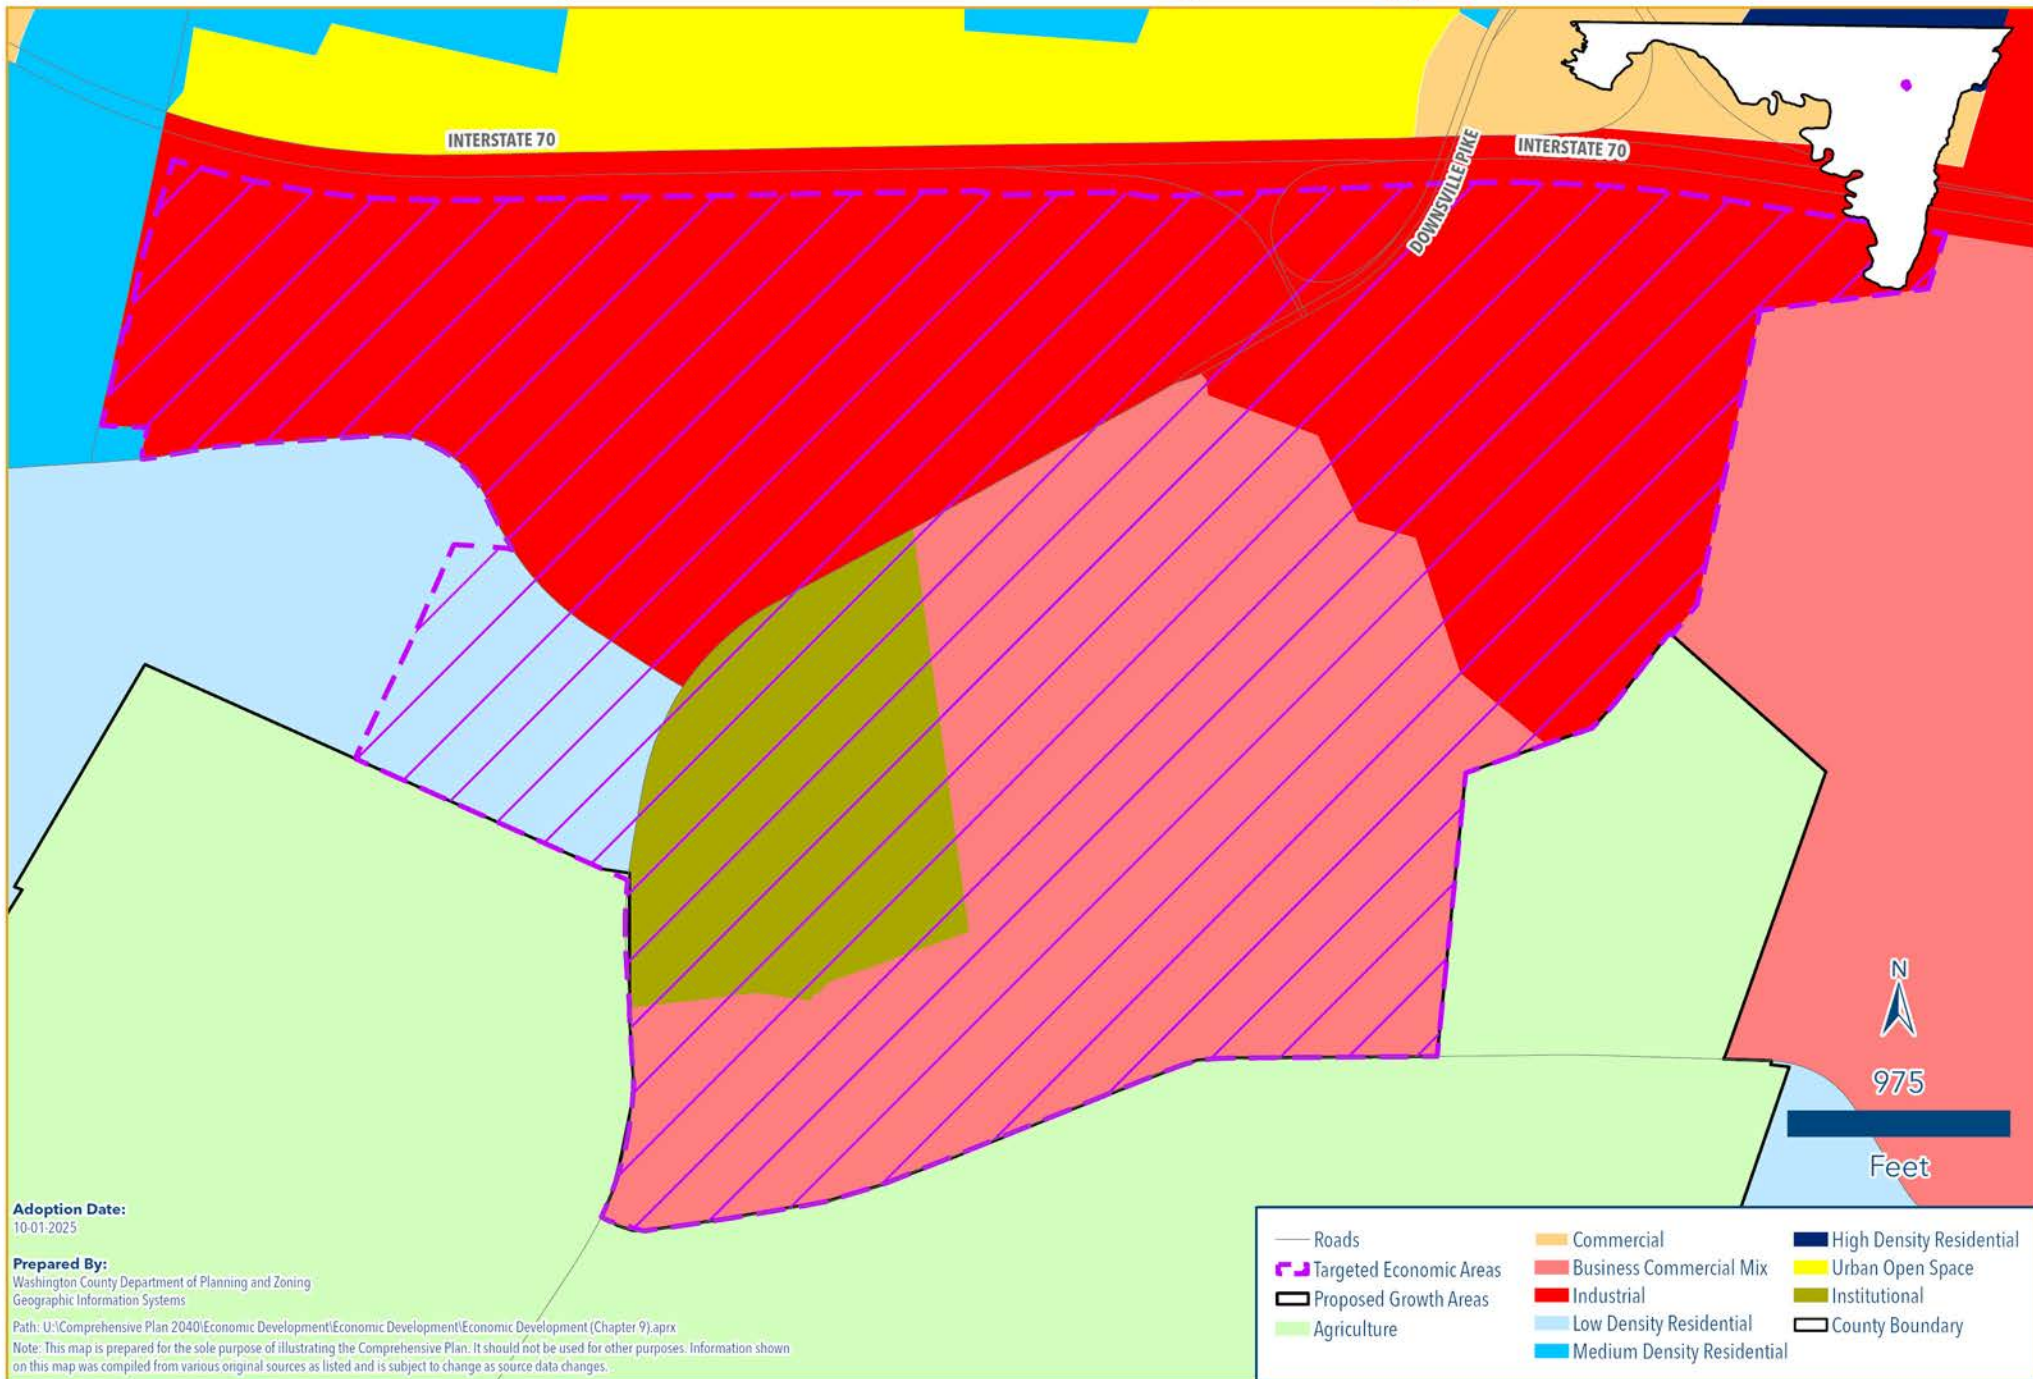 INTERSTATE 70
INTERSTATE 70
DOWNSVILLE PIKE
N
975
Feet
Adoption Date:
10-01-2025
Prepared By:
Washington County Department of Planning and Zoning
Geographic Information Systems
Path: U:\Comprehensive Plan 2040\Economic Development\Economic Development\Economic Development (Chapter 9).aprx
Note: This map is prepared for the sole purpose of illustrating the Comprehensive Plan. It should not be used for other purposes. Information shown
on this map was compiled from various original sources as listed and is subject to change as source data changes.
Roads
Targeted Economic Areas
Proposed Growth Areas
Agriculture
Commercial
Business Commercial Mix
Industrial
Low Density Residential
Medium Density Residential
High Density Residential
Urban Open Space
Institutional
County Boundary